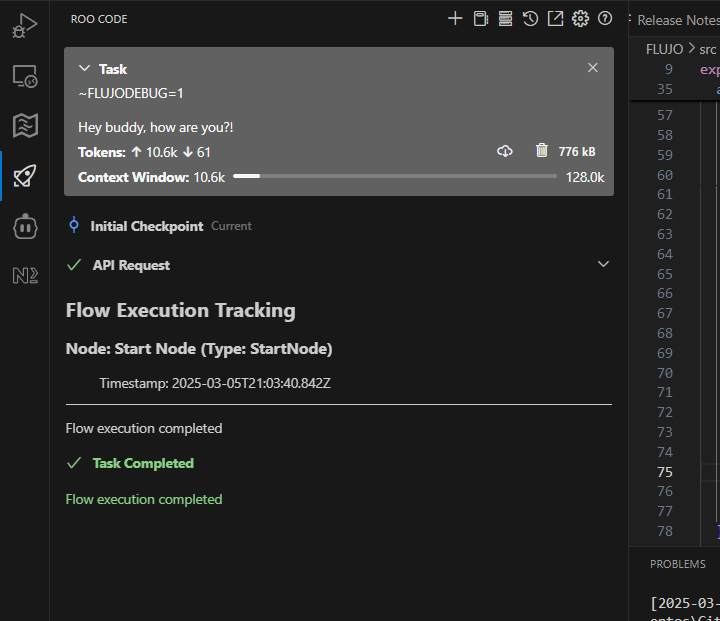 ROO CODE
Task
~FLUJODEBUG=1
Hey buddy, how are you?!
Tokens: ↑ 10.6k ↓ 61
776 kB
Context Window: 10.6k
128.0k
Initial Checkpoint Current
API Request
Flow Execution Tracking
Node: Start Node (Type: StartNode)
Timestamp: 2025-03-05T21:03:40.842Z
Flow execution completed
Task Completed
Flow execution completed
Release Notes
FLUJO > src
9 exp
35 a
57
58
59
60
61
62
63
64
65
66
67
68
69
70
71
72
73
74
75
76
77
78
PROBLEMS
[2025-03-